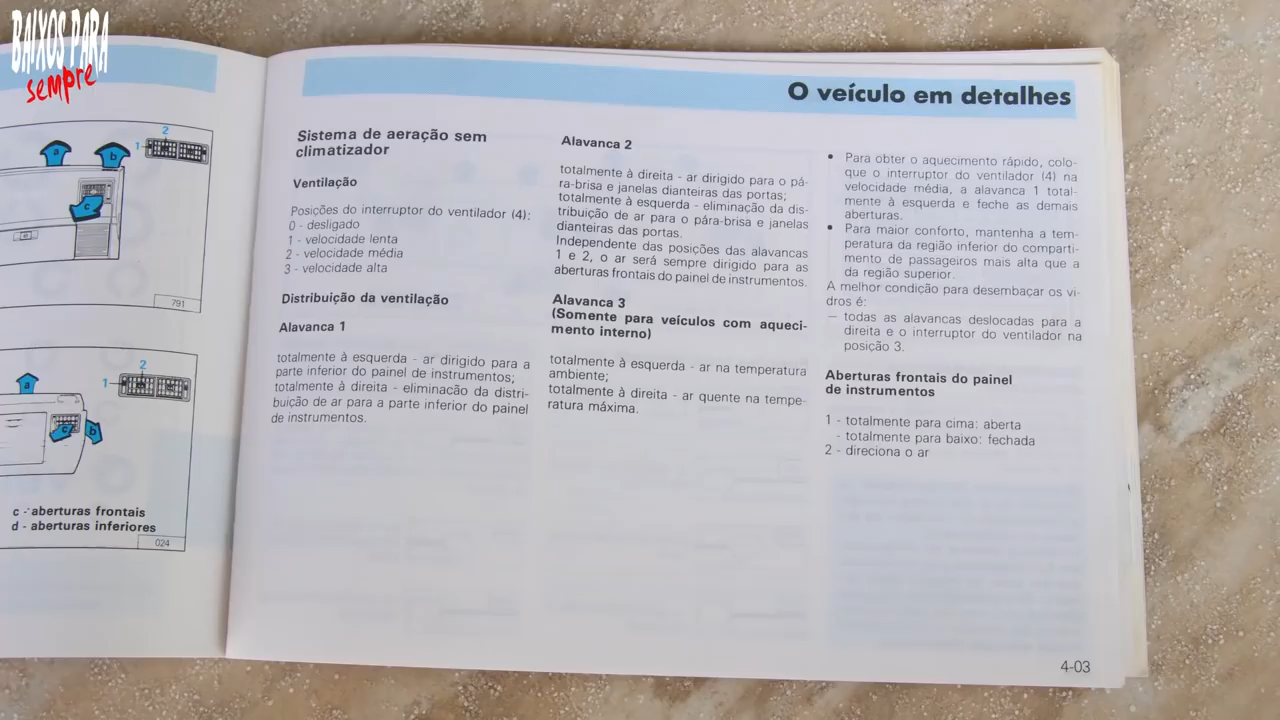 BAIXOS PARA
sempre
2
1
a
b
c
791
2
1
a
c
b
c - aberturas frontais
d - aberturas inferiores
024
O veículo em detalhes
Sistema de aeração sem
climatizador
Ventilação
Posições do interruptor do ventilador (4):
0 - desligado
1 - velocidade lenta
2 - velocidade média
3 - velocidade alta
Distribuição da ventilação
Alavanca 1
totalmente à esquerda - ar dirigido para a
parte inferior do painel de instrumentos;
totalmente à direita - eliminação da distri-
buição de ar para a parte inferior do painel
de instrumentos.
Alavanca 2
totalmente à direita - ar dirigido para o pá-
ra-brisa e janelas dianteiras das portas;
totalmente à esquerda - eliminação da dis-
tribuição de ar para o pára-brisa e janelas
dianteiras das portas.
Independente das posições das alavancas
1 e 2, o ar será sempre dirigido para as
aberturas frontais do painel de instrumentos.
Alavanca 3
(Somente para veículos com aqueci-
mento interno)
totalmente à esquerda - ar na temperatura
ambiente;
totalmente à direita - ar quente na tempe-
ratura máxima.
• Para obter o aquecimento rápido, colo-
que o interruptor do ventilador (4) na
velocidade média, a alavanca 1 total-
mente à esquerda e feche as demais
aberturas.
• Para maior conforto, mantenha a tem-
peratura da região inferior do comparti-
mento de passageiros mais alta que a
da região superior.
A melhor condição para desembaçar os vi-
dros é:
— todas as alavancas deslocadas para a
direita e o interruptor do ventilador na
posição 3.
Aberturas frontais do painel
de instrumentos
1 - totalmente para cima: aberta
- totalmente para baixo: fechada
2 - direciona o ar
4-03